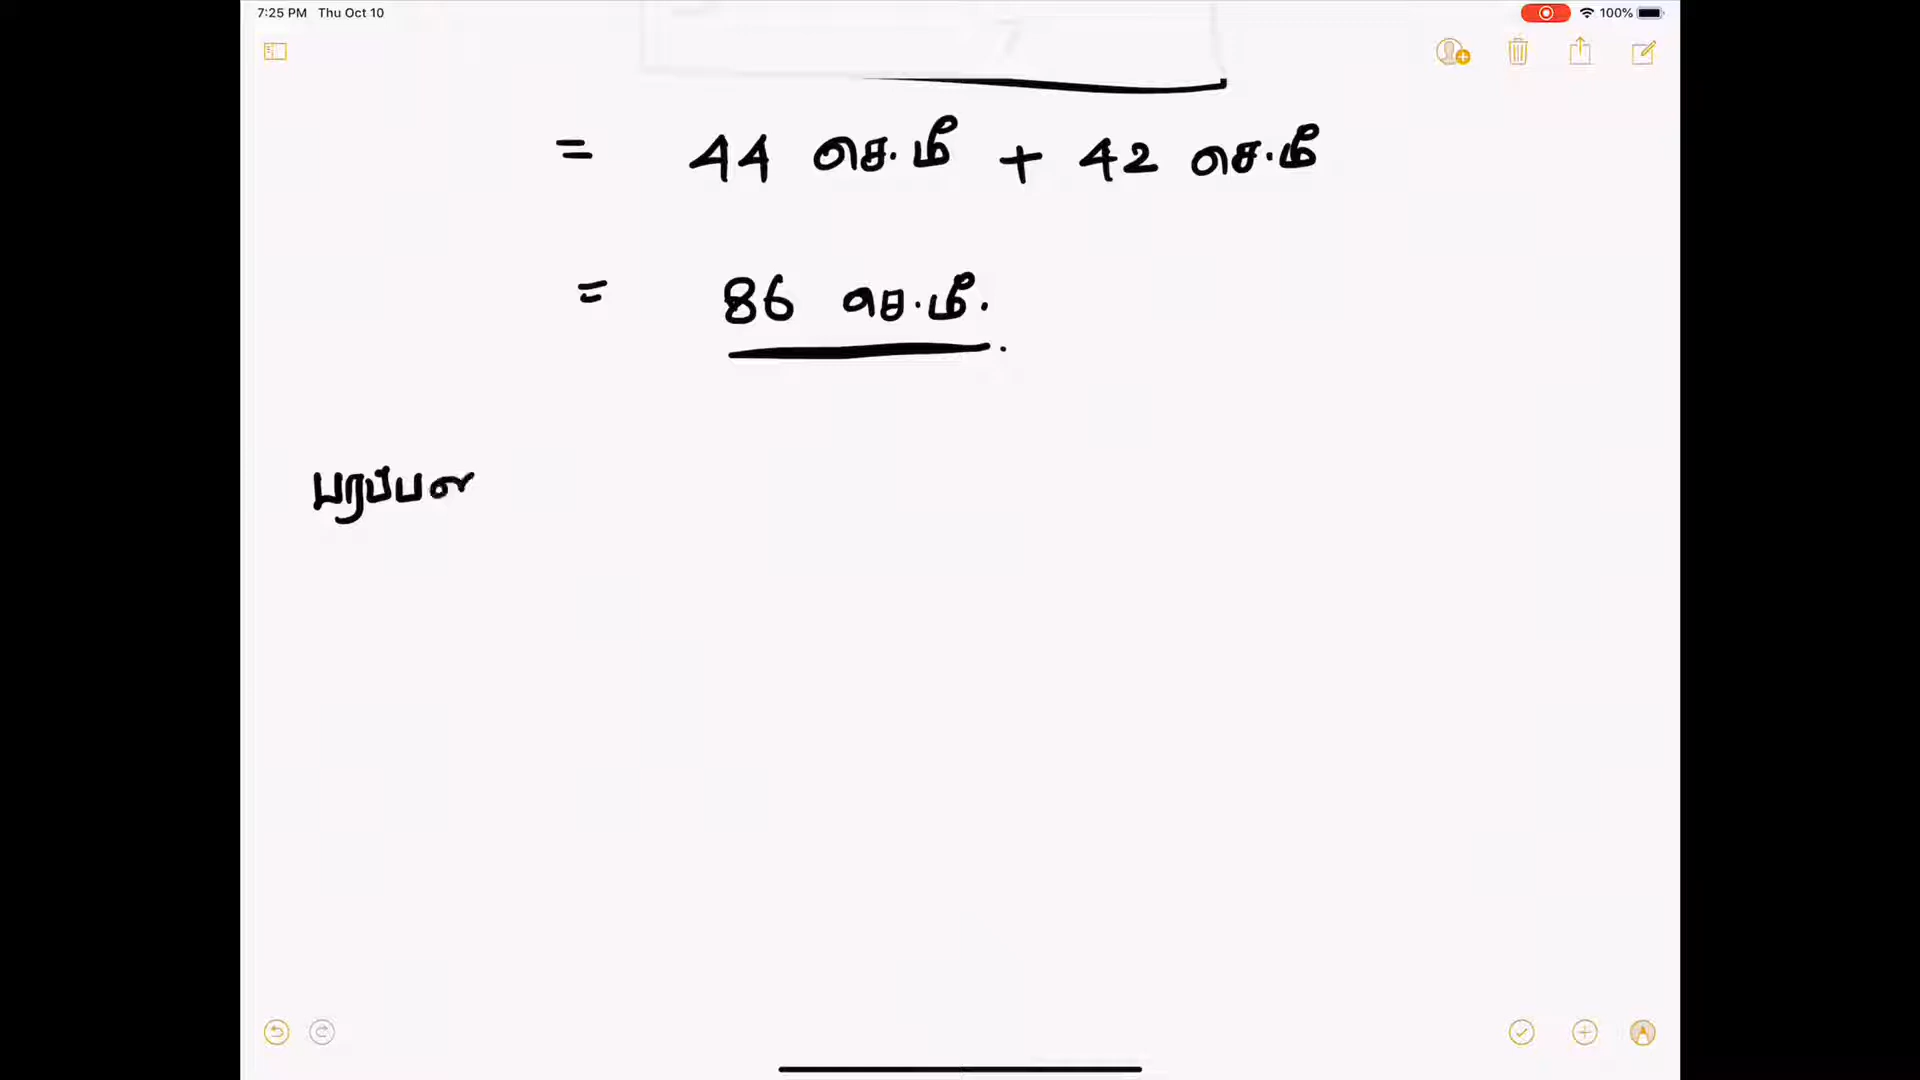 7:25 PM Thu Oct 10 100%
= 44 செ.மீ + 42 செ.மீ
= 86 செ.மீ.
பரப்பள